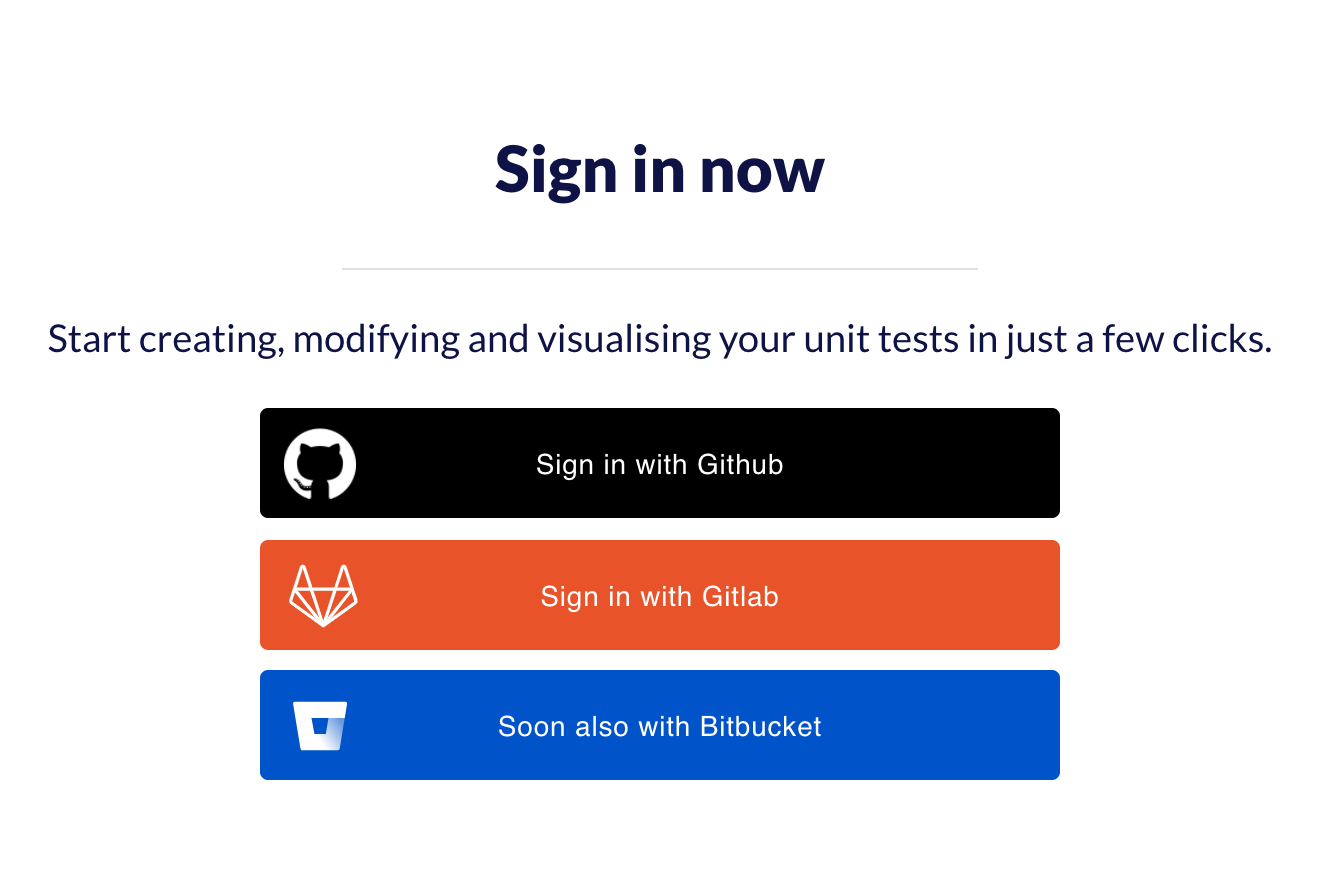 Sign in now
Start creating, modifying and visualising your unit tests in just a few clicks.
Sign in with Github
Sign in with Gitlab
Soon also with Bitbucket